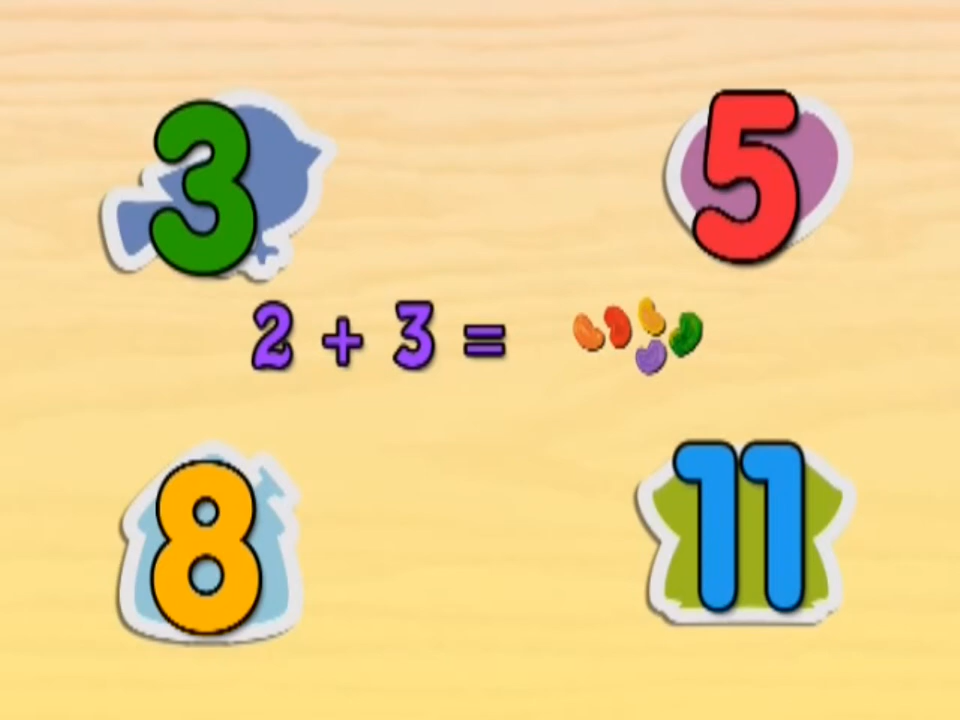 3 5
2 + 3 =
8 11